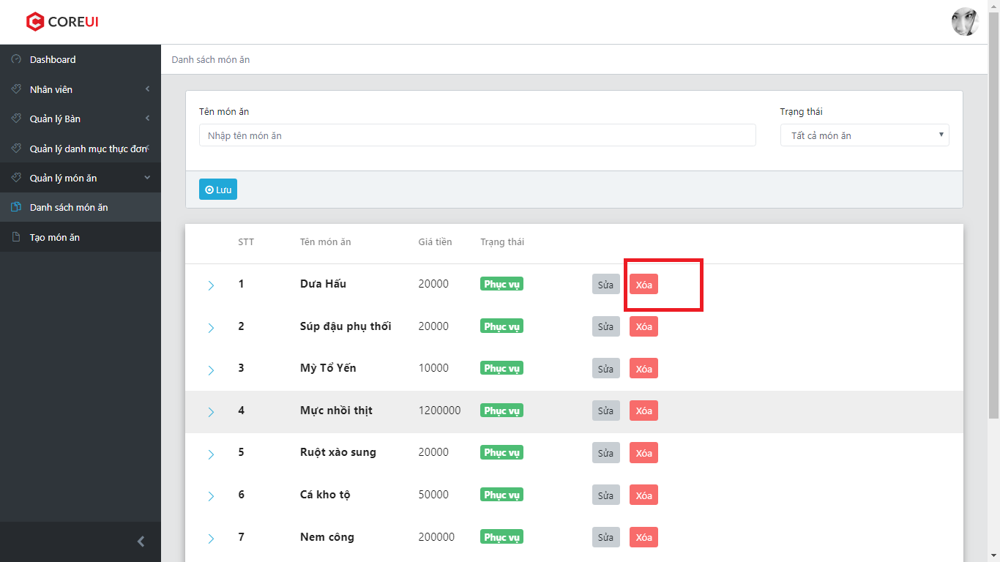 COREUI
Dashboard
Nhân viên
Quản lý Bàn
Quản lý danh mục thực đơn
Quản lý món ăn
Danh sách món ăn
Tạo món ăn
Danh sách món ăn
Tên món ăn
Trạng thái
Nhập tên món ăn
Tất cả món ăn
Lưu
STT Tên món ăn Giá tiền Trạng thái
1 Dưa Hấu 20000 Phục vụ Sửa Xóa
2 Súp đậu phụ thối 20000 Phục vụ Sửa Xóa
3 Mỳ Tổ Yến 10000 Phục vụ Sửa Xóa
4 Mực nhồi thịt 1200000 Phục vụ Sửa Xóa
5 Ruột xào sung 20000 Phục vụ Sửa Xóa
6 Cá kho tộ 50000 Phục vụ Sửa Xóa
7 Nem công 200000 Phục vụ Sửa Xóa